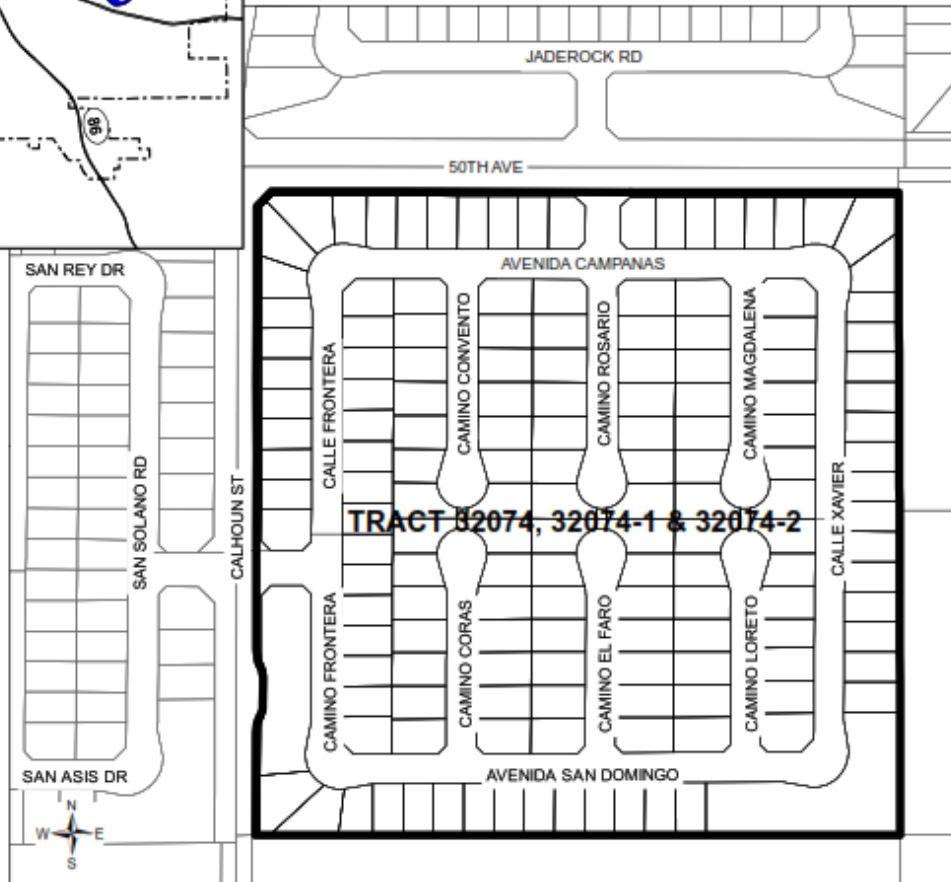 JADEROCK RD
86
50TH AVE
SAN REY DR
AVENIDA CAMPANAS
CALLE FRONTERA
CAMINO CONVENTO
CAMINO ROSARIO
CAMINO MAGDALENA
SAN SOLANO RD
CALHOUN ST
CALLE XAVIER
TRACT 32074, 32074-1 & 32074-2
CAMINO FRONTERA
CAMINO CORAS
CAMINO EL FARO
CAMINO LORETO
SAN ASIS DR
AVENIDA SAN DOMINGO
N
W E
S